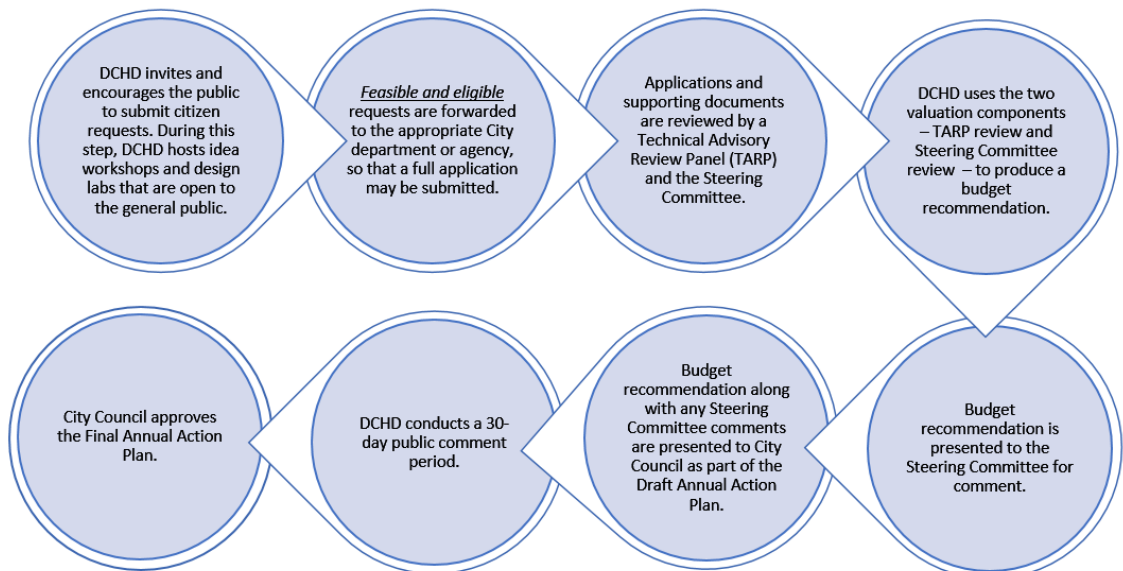 DCHD invites and
encourages the public
to submit citizen
requests. During this
step, DCHD hosts idea
workshops and design
labs that are open to
the general public.
Feasible and eligible
requests are forwarded
to the appropriate City
department or agency,
so that a full application
may be submitted.
Applications and
supporting documents
are reviewed by a
Technical Advisory
Review Panel (TARP)
and the Steering
Committee.
DCHD uses the two
valuation components
– TARP review and
Steering Committee
review – to produce a
budget
recommendation.
Budget
recommendation is
presented to the
Steering Committee for
comment.
Budget
recommendation along
with any Steering
Committee comments
are presented to City
Council as part of the
Draft Annual Action
Plan.
DCHD conducts a 30-
day public comment
period.
City Council approves
the Final Annual Action
Plan.